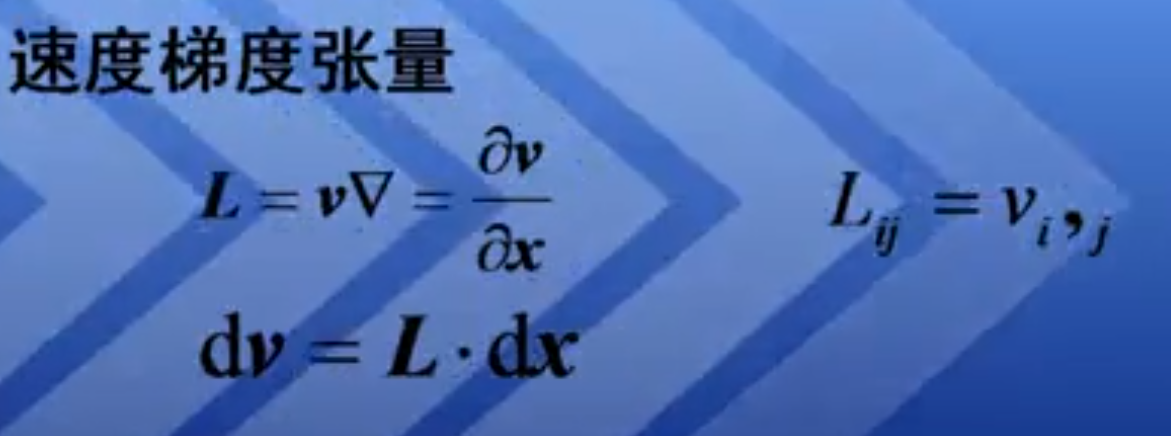 速度梯度张量
L = v∇ = ∂v/∂x L_ij = v_i,j
dv = L · dx